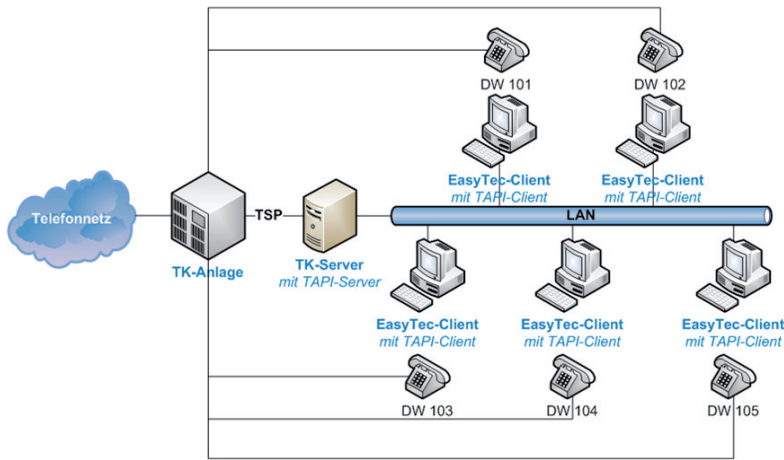 DW 101
DW 102
EasyTec-Client
mit TAPI-Client
EasyTec-Client
mit TAPI-Client
Telefonnetz
TK-Anlage
TSP
TK-Server
mit TAPI-Server
LAN
EasyTec-Client
mit TAPI-Client
EasyTec-Client
mit TAPI-Client
EasyTec-Client
mit TAPI-Client
DW 103
DW 104
DW 105